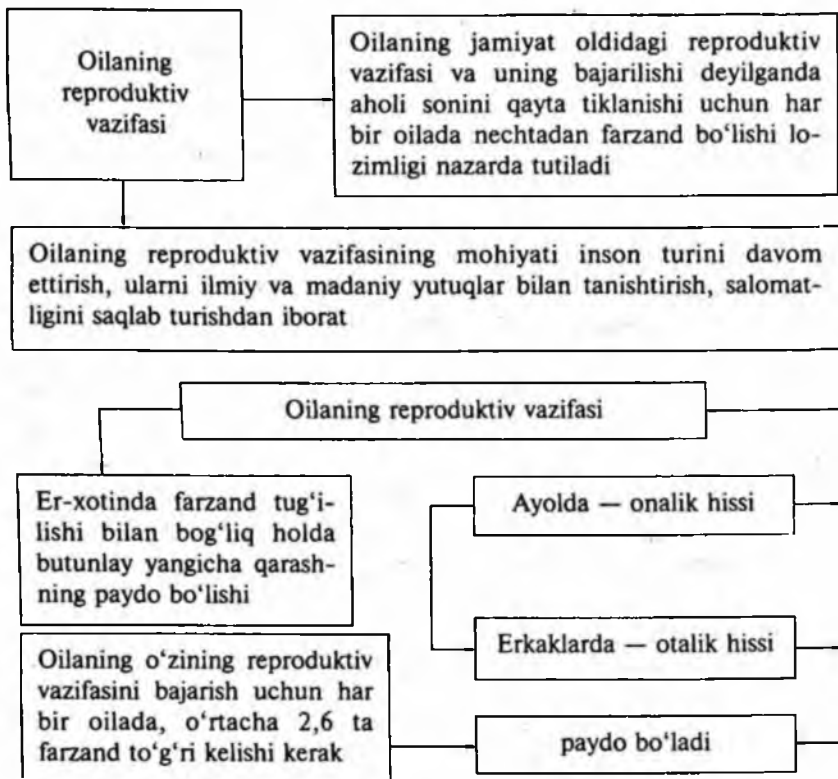 Oilaning
reproduktiv
vazifasi
Oilaning jamiyat oldidagi reproduktiv
vazifasi va uning bajarilishi deyilganda
aholi sonini qayta tiklanishi uchun har
bir oilada nechtadan farzand bo‘lishi lo-
zimligi nazarda tutiladi
Oilaning reproduktiv vazifasining mohiyati inson turini davom
ettirish, ularni ilmiy va madaniy yutuqlar bilan tanishtirish, salomat-
ligini saqlab turishdan iborat
Oilaning reproduktiv vazifasi
Er-xotinda farzand tug‘i-
lishi bilan bog‘liq holda
butunlay yangicha qarash-
ning paydo bo‘lishi
Ayolda — onalik hissi
Erkaklarda — otalik hissi
Oilaning o‘zining reproduktiv
vazifasini bajarish uchun har
bir oilada, o‘rtacha 2,6 ta
farzand to‘g‘ri kelishi kerak
paydo bo‘ladi